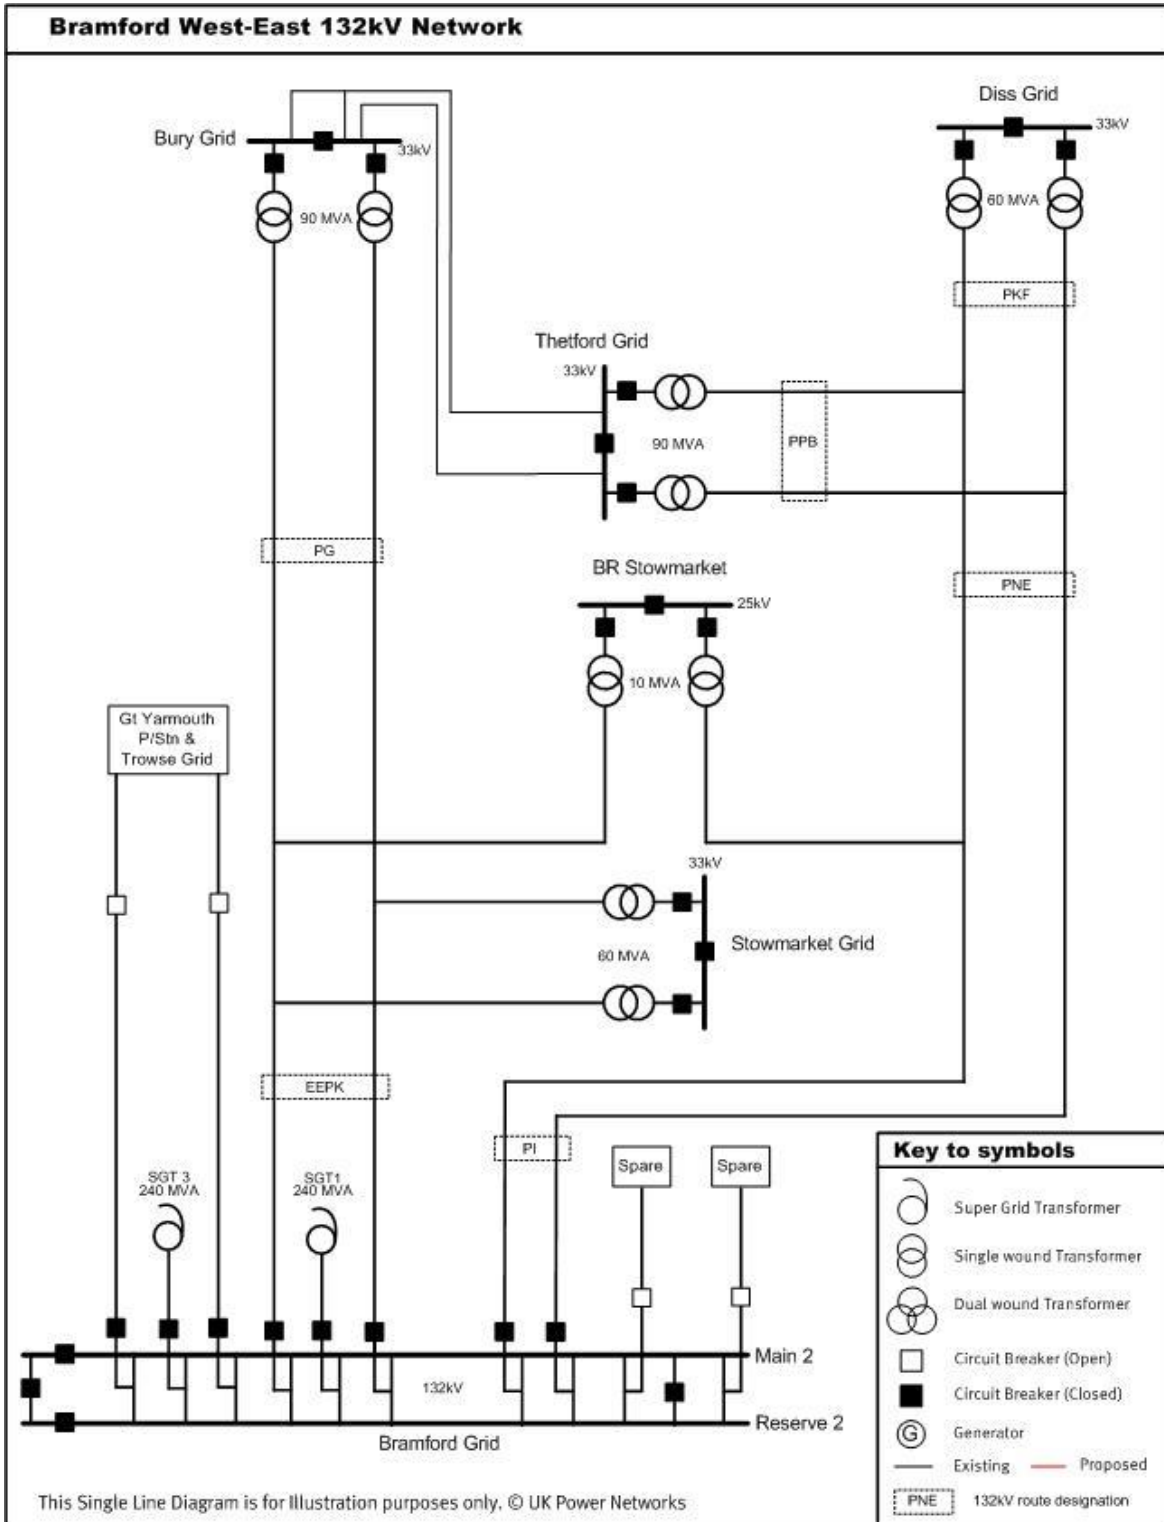 Bramford West-East 132kV Network
Diss Grid
33kV
Bury Grid
33kV
90 MVA
60 MVA
PKF
Thetford Grid
33kV
90 MVA
PPB
PG
BR Stowmarket
PNE
25kV
10 MVA
Gt Yarmouth
P/Stn &
Trowse Grid
33kV
Stowmarket Grid
60 MVA
EEPK
PI
SGT 3
240 MVA
SGT1
240 MVA
Spare
Spare
Main 2
132kV
Reserve 2
Bramford Grid
Key to symbols
Super Grid Transformer
Single wound Transformer
Dual wound Transformer
Circuit Breaker (Open)
Circuit Breaker (Closed)
G Generator
Existing
Proposed
PNE 132kV route designation
This Single Line Diagram is for Illustration purposes only. © UK Power Networks